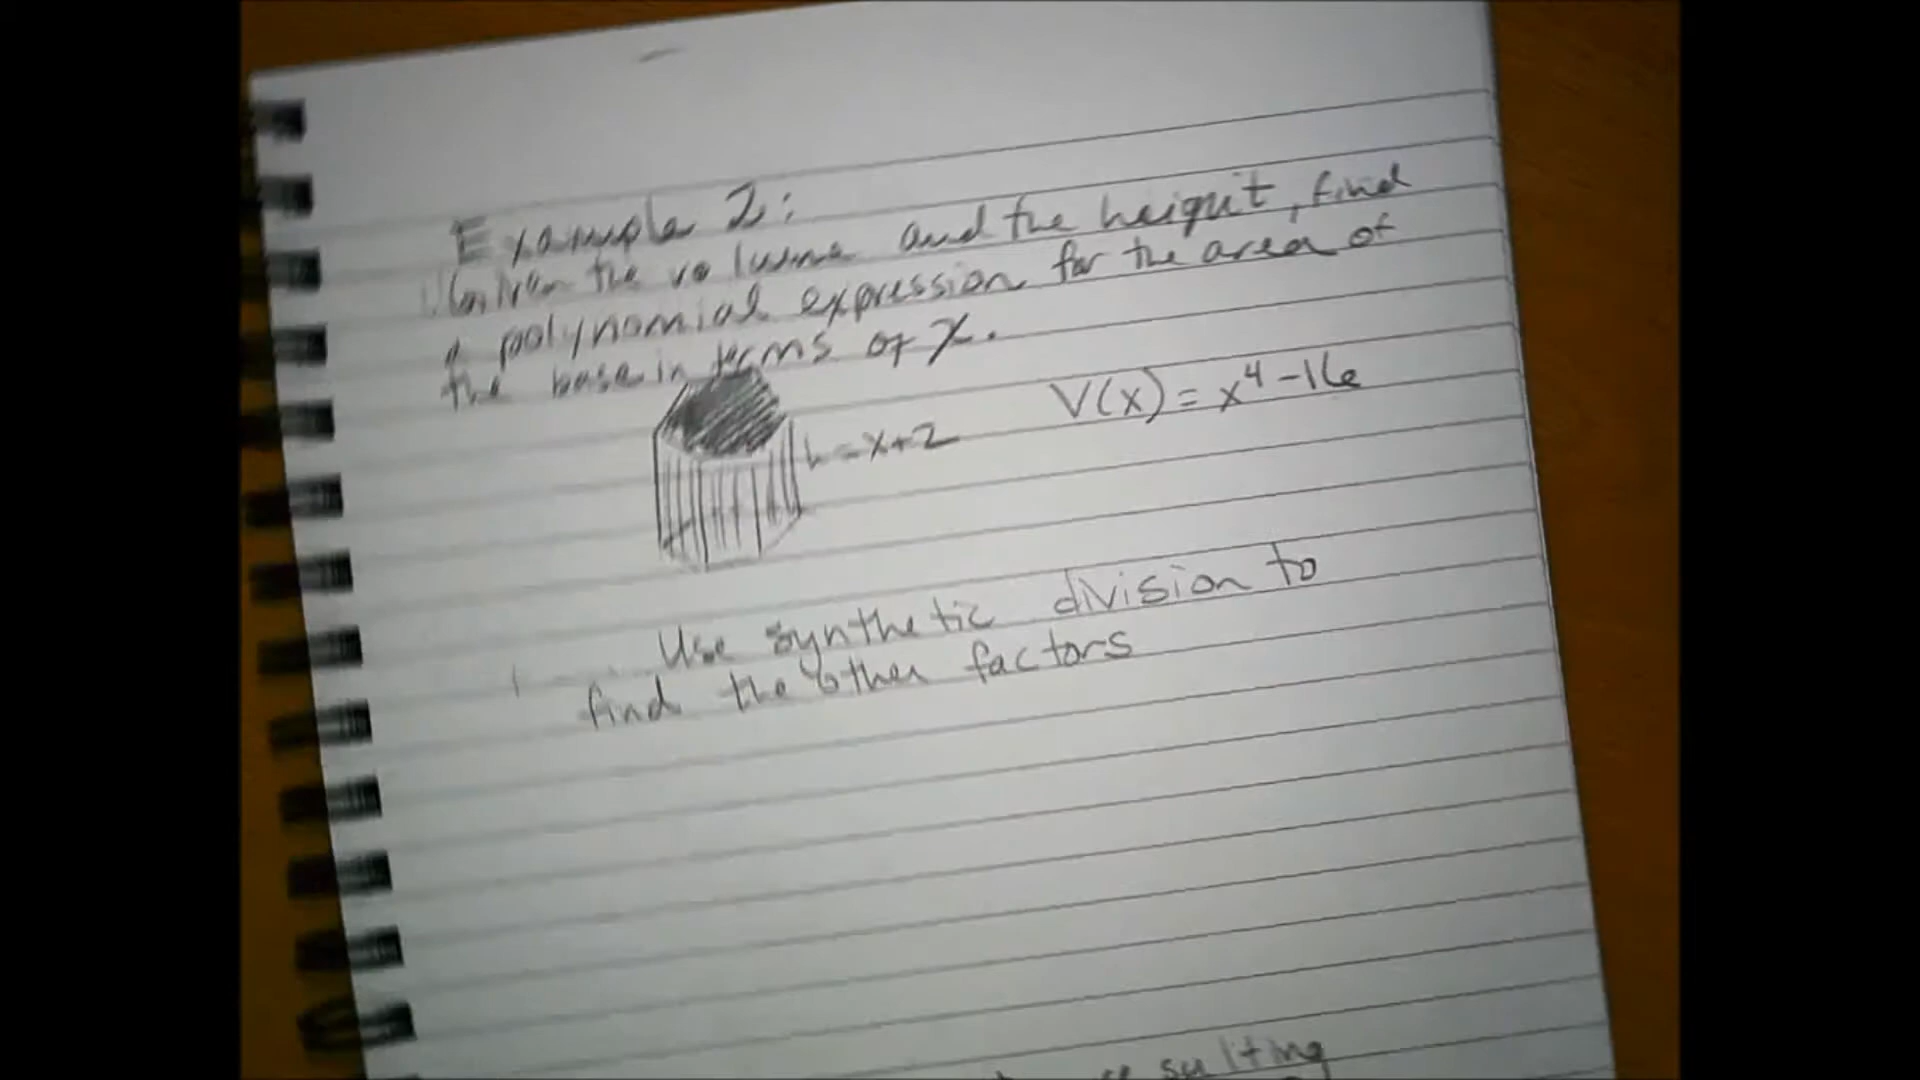 Example 2:
Given the volume and the height, find
a polynomial expression for the area of
the base in terms of x.
h = x+2
V(x) = x⁴ - 16
Use synthetic division to
find the other factors
resulting